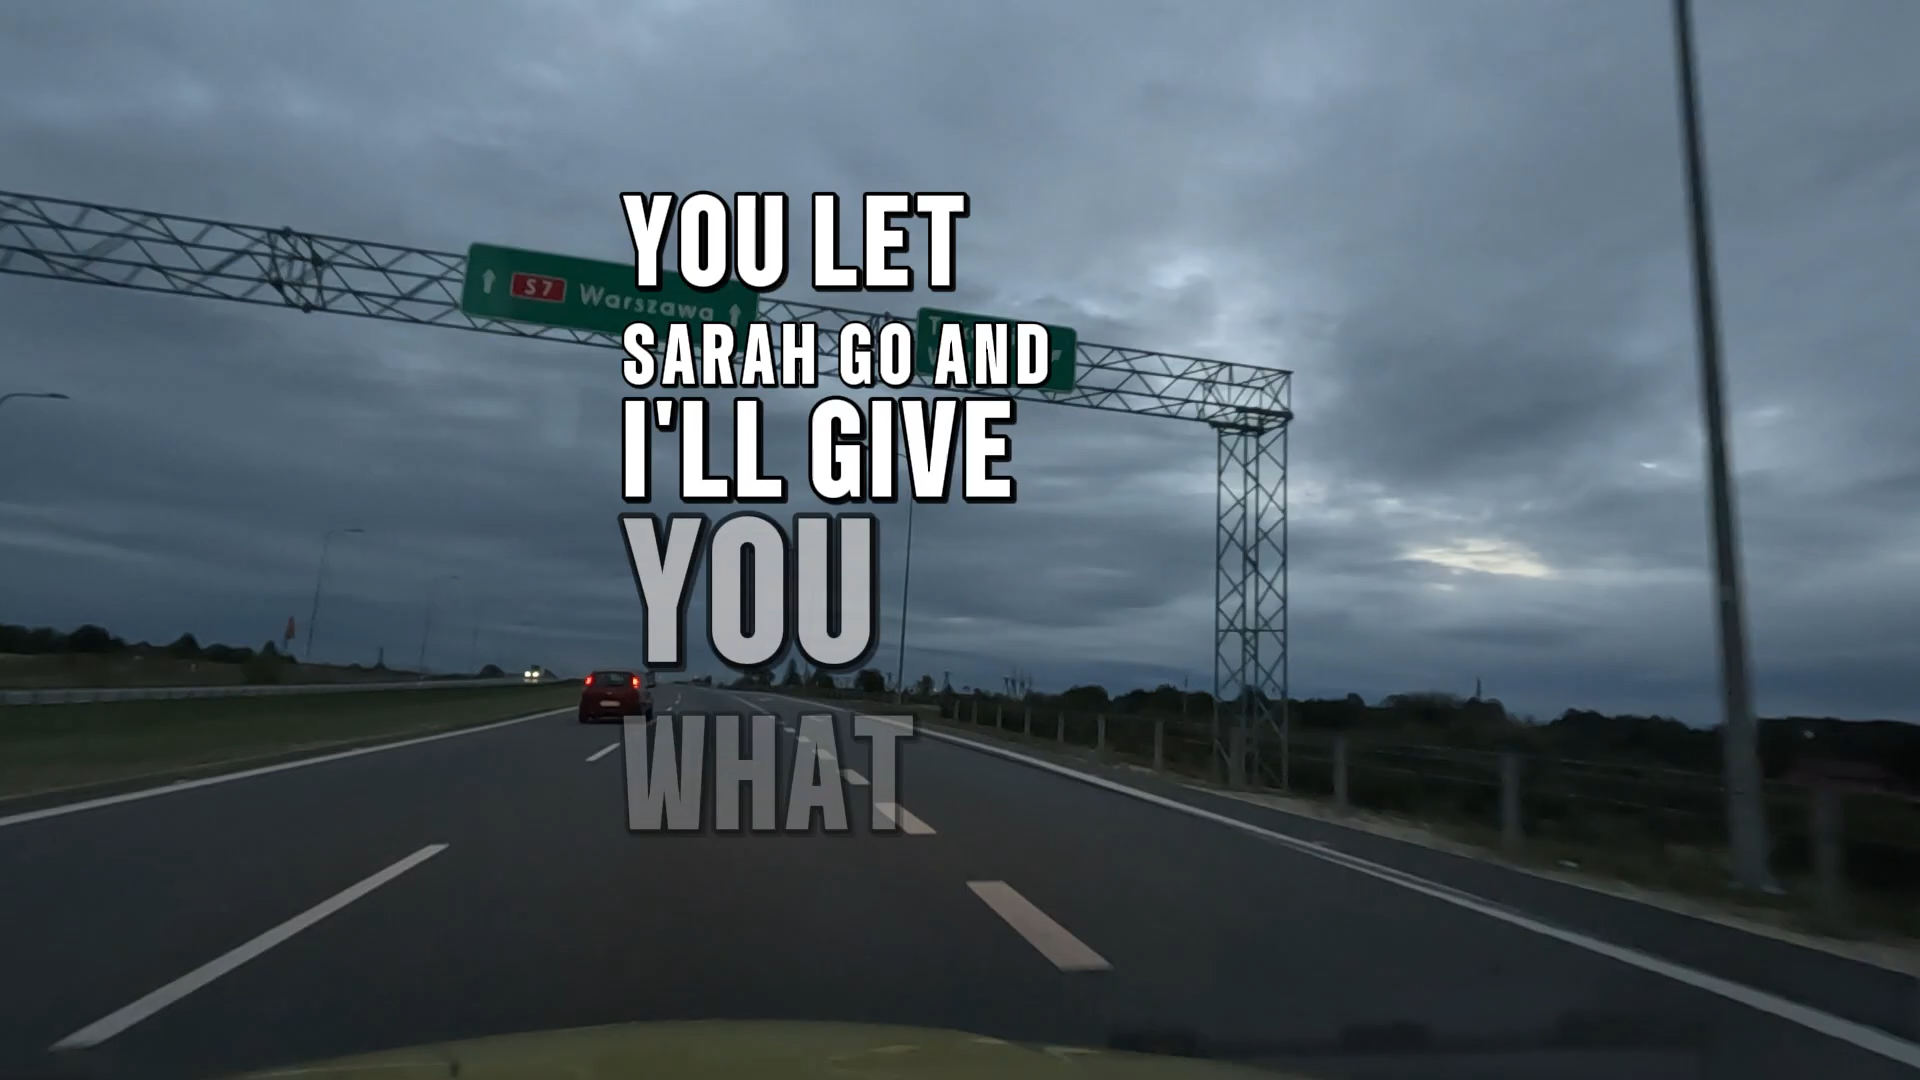 YOU LET
SARAH GO AND
I'LL GIVE
YOU
WHAT
S7 Warszawa